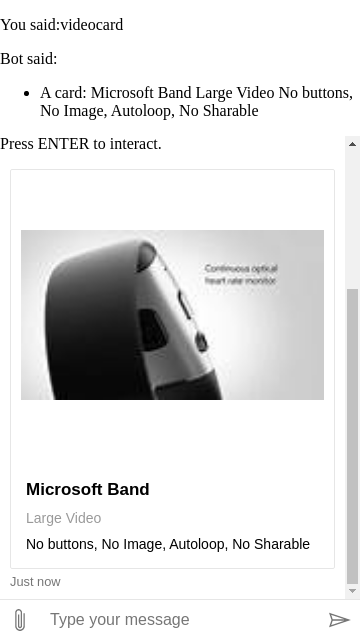 You said:videocard
Bot said:
A card: Microsoft Band Large Video No buttons,
No Image, Autoloop, No Sharable
Press ENTER to interact.
Continuous optical
heart rate monitor
Microsoft Band
Large Video
No buttons, No Image, Autoloop, No Sharable
Just now
Type your message